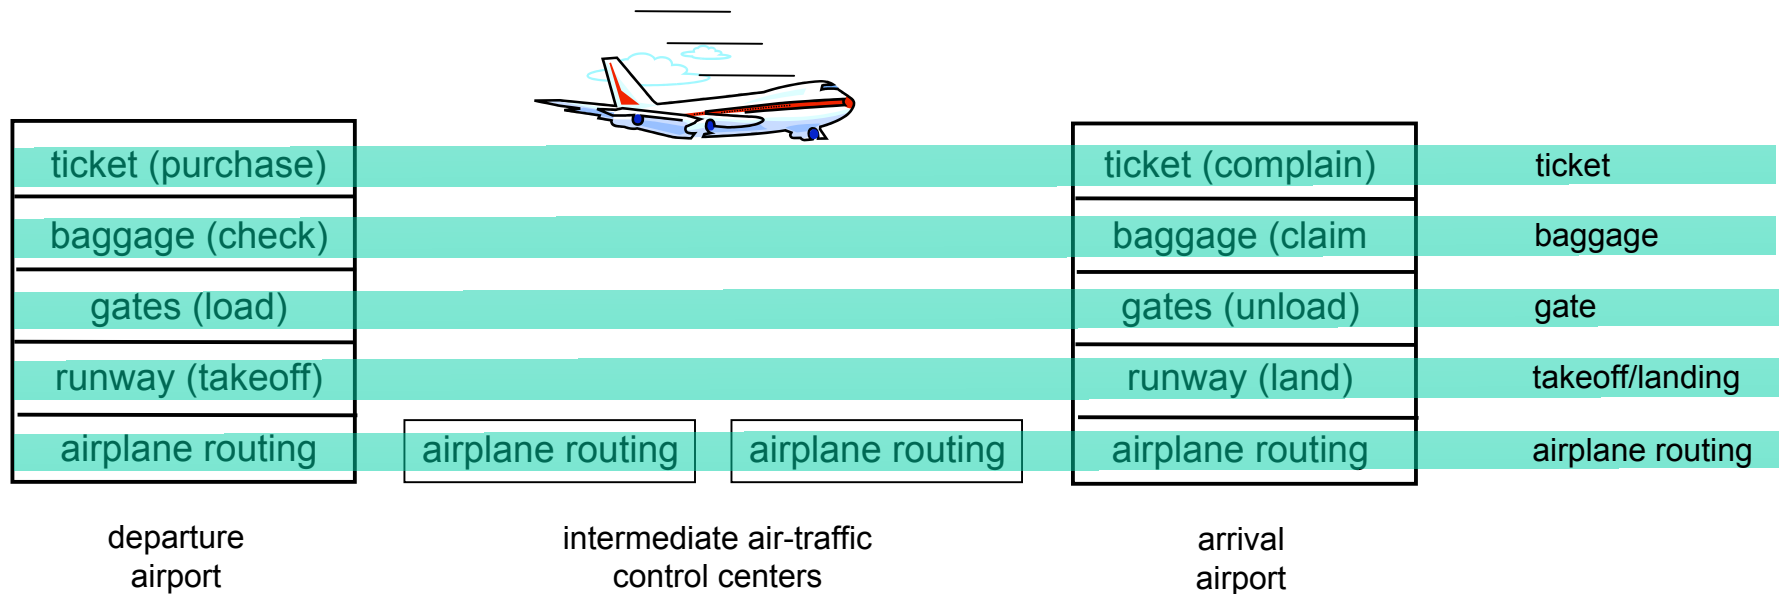 ticket (purchase) ticket (complain) ticket
baggage (check) baggage (claim baggage
gates (load) gates (unload) gate
runway (takeoff) runway (land) takeoff/landing
airplane routing airplane routing airplane routing airplane routing airplane routing
departure
airport
intermediate air-traffic
control centers
arrival
airport